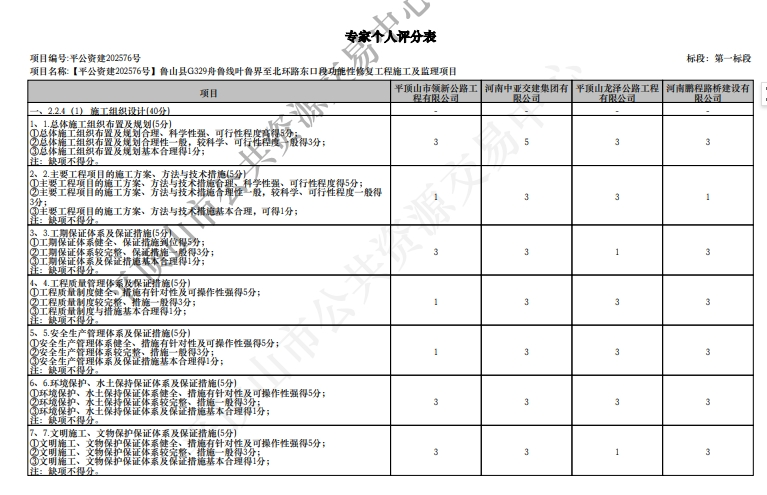 专家个人评分表
项目编号:平公资建202576号
标段: 第一标段
项目名称:【平公资建202576号】鲁山县G329舟鲁线叶鲁界至北环路东口段功能性修复工程施工及监理项目
项目 平顶山市领新公路工程有限公司 河南中亚交建集团有限公司 平顶山龙泽公路工程有限公司 河南鹏程路桥建设有限公司
一、2.2.4 (1) 施工组织设计(40分) - - - -
1、1.总体施工组织布置及规划(5分)
①总体施工组织布置及规划合理、科学性强、可行性程度高得5分;
②总体施工组织布置及规划合理性一般, 较科学、可行性程度一般得3分;
③总体施工组织布置及规划基本合理得1分;
注: 缺项不得分。
3 5 3 3
2、2.主要工程项目的施工方案、方法与技术措施(5分)
①主要工程项目的施工方案、方法与技术措施合理、科学性强、可行性程度得5分;
②主要工程项目的施工方案、方法与技术措施合理性一般, 较科学、可行性程度一般得
3分;
③主要工程项目的施工方案、方法与技术措施基本合理, 可得1分;
注: 缺项不得分。
1 3 3 1
3、3.工期保证体系及保证措施(5分)
①工期保证体系健全、保证措施到位得5分;
②工期保证体系较完整、保证措施一般得3分;
③工期保证体系及保证措施基本合理得1分;
注: 缺项不得分。
3 3 1 3
4、4.工程质量管理体系及保证措施(5分)
①工程质量制度健全、措施有针对性及可操作性强得5分;
②工程质量制度较完整、措施一般得3分;
③工程质量制度与措施基本合理得1分;
注: 缺项不得分。
1 3 3 3
5、5.安全生产管理体系及保证措施(5分)
①安全生产管理体系健全、措施有针对性及可操作性强得5分;
②安全生产管理体系较完整、措施一般得3分;
③安全生产管理体系及保证措施基本合理得1分;
注: 缺项不得分。
1 3 3 3
6、6.环境保护、水土保持保证体系及保证措施(5分)
①环境保护、水土保持保证体系健全、措施有针对性及可操作性强得5分;
②环境保护、水土保持保证体系较完整、措施一般得3分;
③环境保护、水土保持保证体系及保证措施基本合理得1分;
注: 缺项不得分。
3 3 3 3
7、7.文明施工、文物保护保证体系及保证措施(5分)
①文明施工、文物保护保证体系健全、措施有针对性及可操作性强得5分;
②文明施工、文物保护保证体系较完整、措施一般得3分;
③文明施工、文物保护保证体系及保证措施基本合理得1分;
注: 缺项不得分。
3 3 1 3
平顶山市公共资源交易中心
山市公共资源交易中心